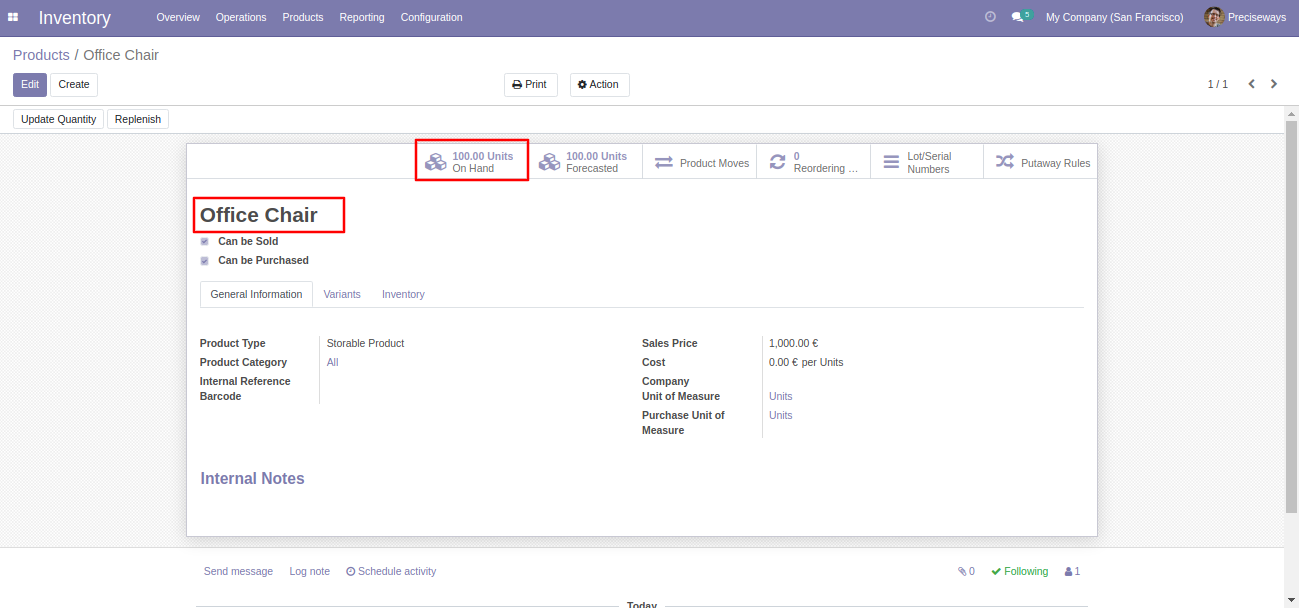 Inventory Overview Operations Products Reporting Configuration 5 My Company (San Francisco) Preciseways
Products / Office Chair
Edit Create Print Action 1 / 1
Update Quantity Replenish
100.00 Units 100.00 Units 0 Lot/Serial
On Hand Forecasted Product Moves Reordering ... Numbers Putaway Rules
Office Chair
Can be Sold
Can be Purchased
General Information Variants Inventory
Product Type Storable Product Sales Price 1,000.00 €
Product Category All Cost 0.00 € per Units
Internal Reference Company
Barcode Unit of Measure Units
Purchase Unit of Units
Measure
Internal Notes
Send message Log note Schedule activity 0 Following 1
Today